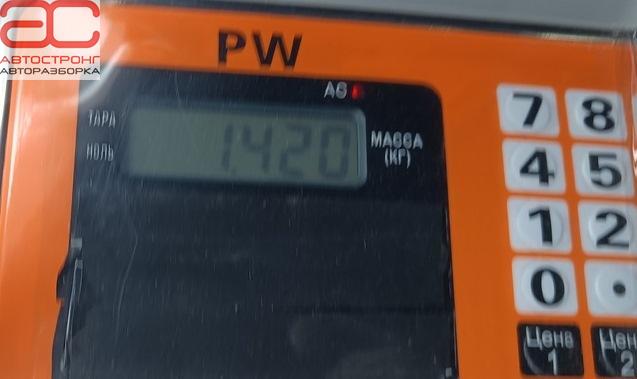 АС
АВТОСТРОНГ
АВТОРАЗБОРКА
PW
АБ
ТАРА
НОЛЬ
1.420
МАССА
(КГ)
7 8
4 5
1 2
0 .
Цена
1
Цен
2